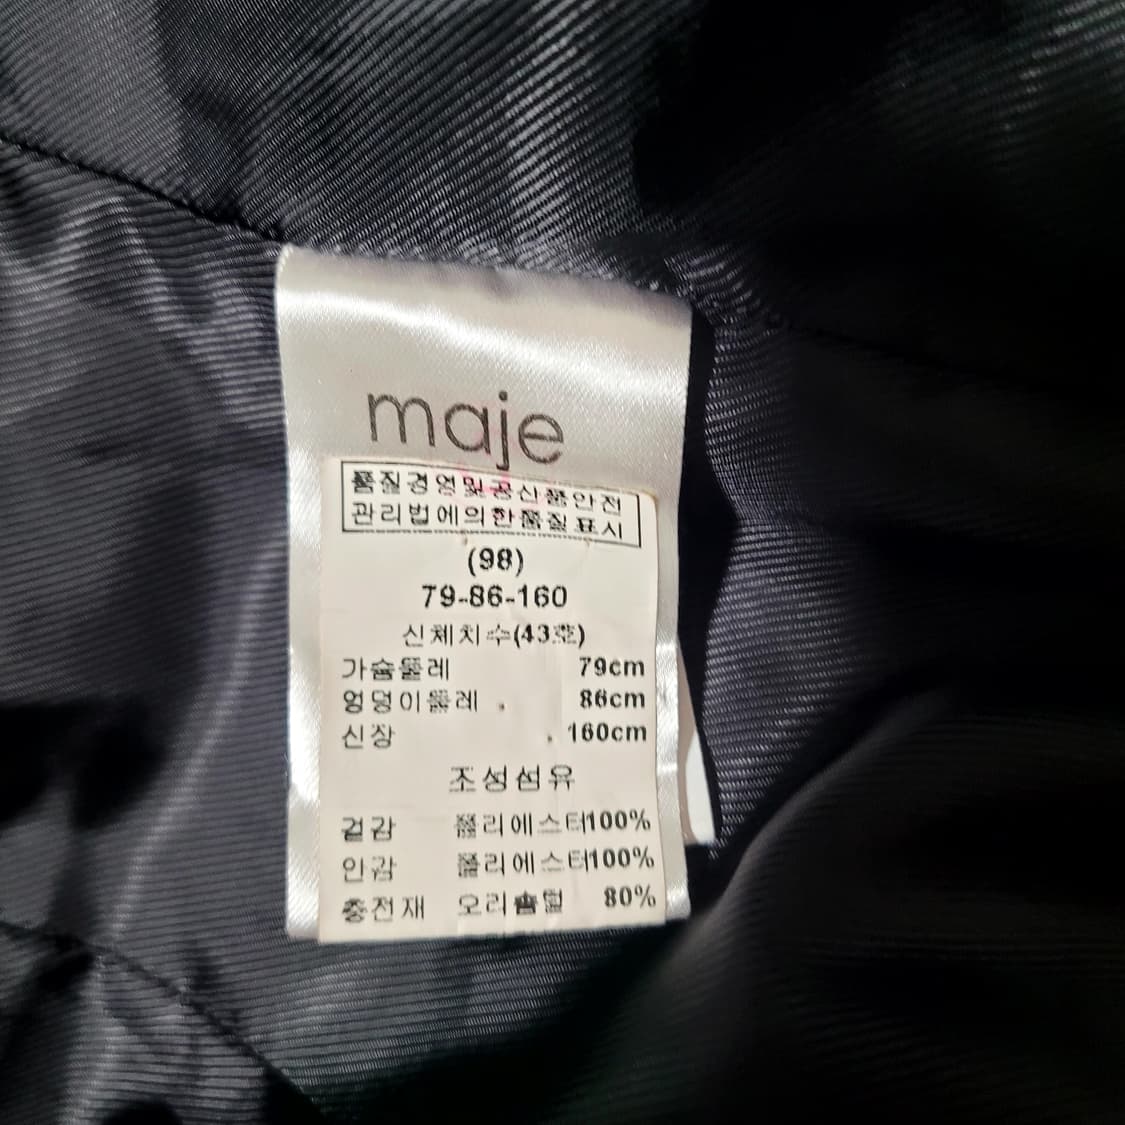 maje
품질경영및공산품안전
관리법에의한품질표시
(98)
79-86-160
신체치수(43호)
가슴둘레 79cm
엉덩이둘레 86cm
신장 160cm
조성섬유
겉감 폴리에스터100%
안감 폴리에스터100%
충전재 오리솜털 80%